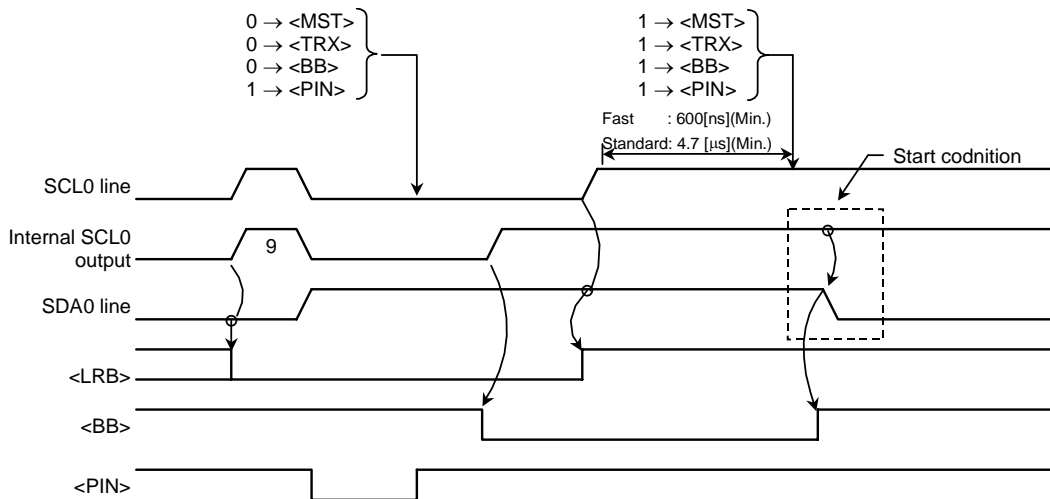 0 → <MST>
0 → <TRX>
0 → <BB>
1 → <PIN>
1 → <MST>
1 → <TRX>
1 → <BB>
1 → <PIN>
Fast : 600[ns](Min.)
Standard: 4.7 [μs](Min.)
Start codnition
SCL0 line
Internal SCL0
output
9
SDA0 line
<LRB>
<BB>
<PIN>